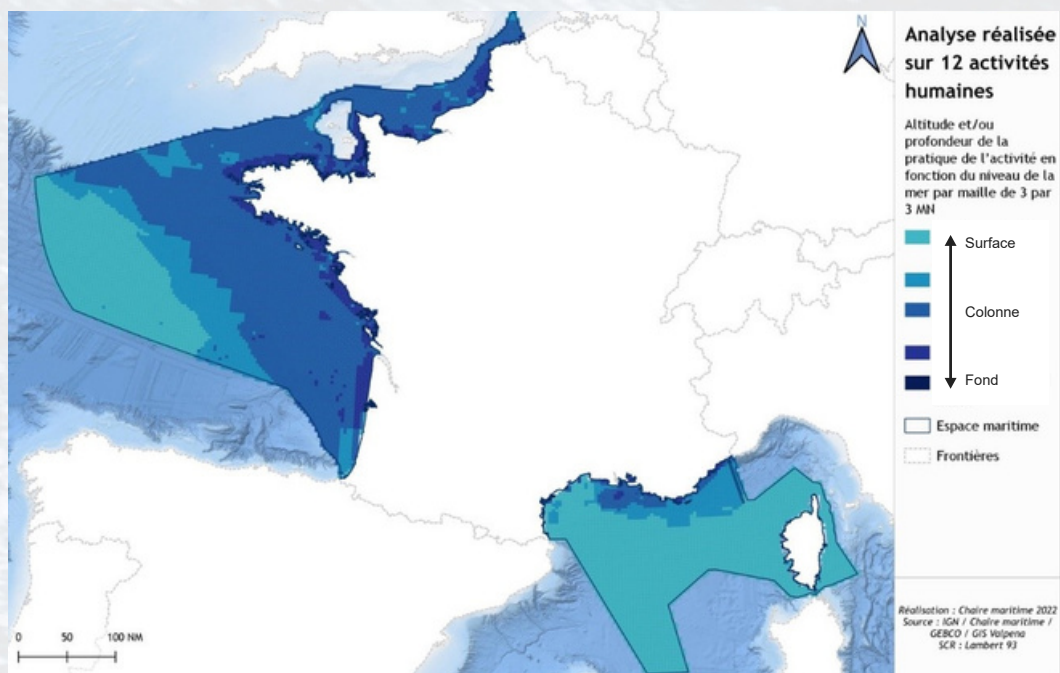 N
Analyse réalisée
sur 12 activités
humaines
Altitude et/ou
profondeur de la
pratique de l'activité en
fonction du niveau de la
mer par maille de 3 par
3 MN
Surface
Colonne
Fond
Espace maritime
Frontières
0 50 100 NM
Réalisation : Chaire maritime 2022
Source : IGN / Chaire maritime /
GEBCO / GIS Valpena
SCR : Lambert 93